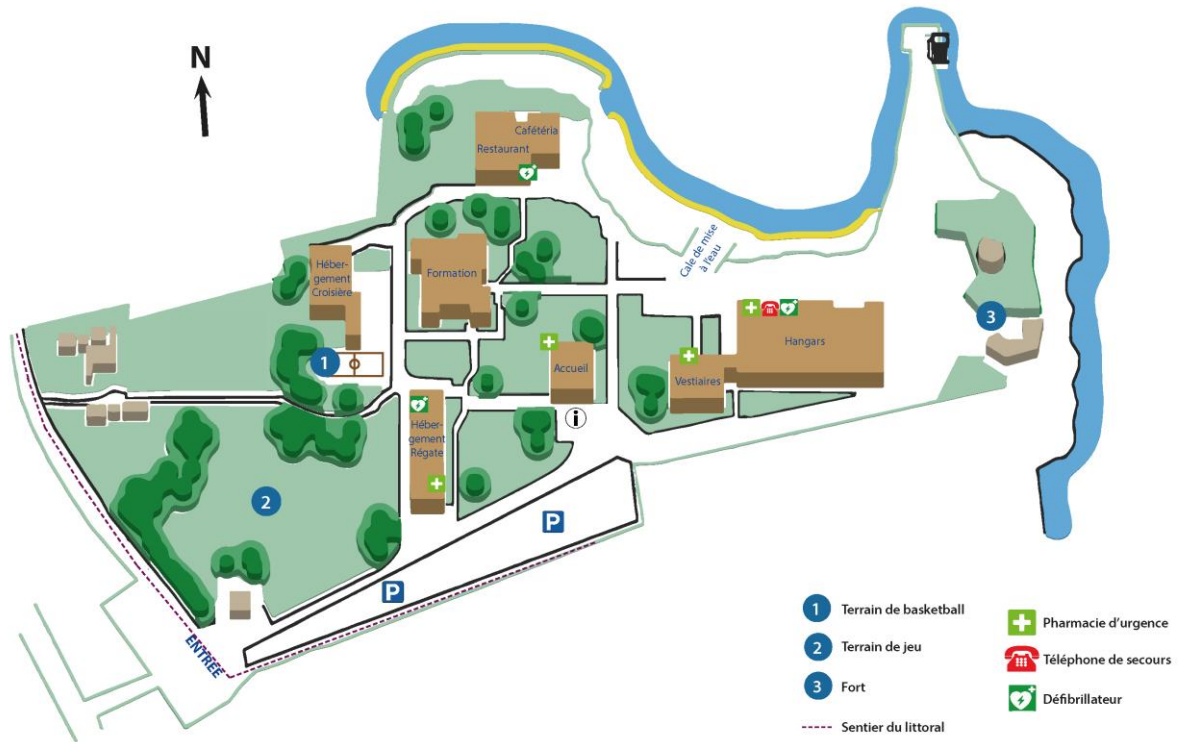 N
Cafétéria
Restaurant
Cale de mise
à l'eau
Héber-
gement
Croisière
Formation
3
Hangars
1
Accueil
Vestiaires
i
Héber-
gement
Régate
2
P
P
ENTRÉE
1 Terrain de basketball
2 Terrain de jeu
3 Fort
Sentier du littoral
Pharmacie d'urgence
Téléphone de secours
Défibrillateur